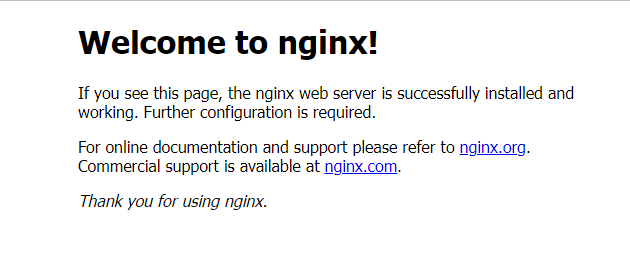 Welcome to nginx!
If you see this page, the nginx web server is successfully installed and
working. Further configuration is required.
For online documentation and support please refer to nginx.org.
Commercial support is available at nginx.com.
Thank you for using nginx.